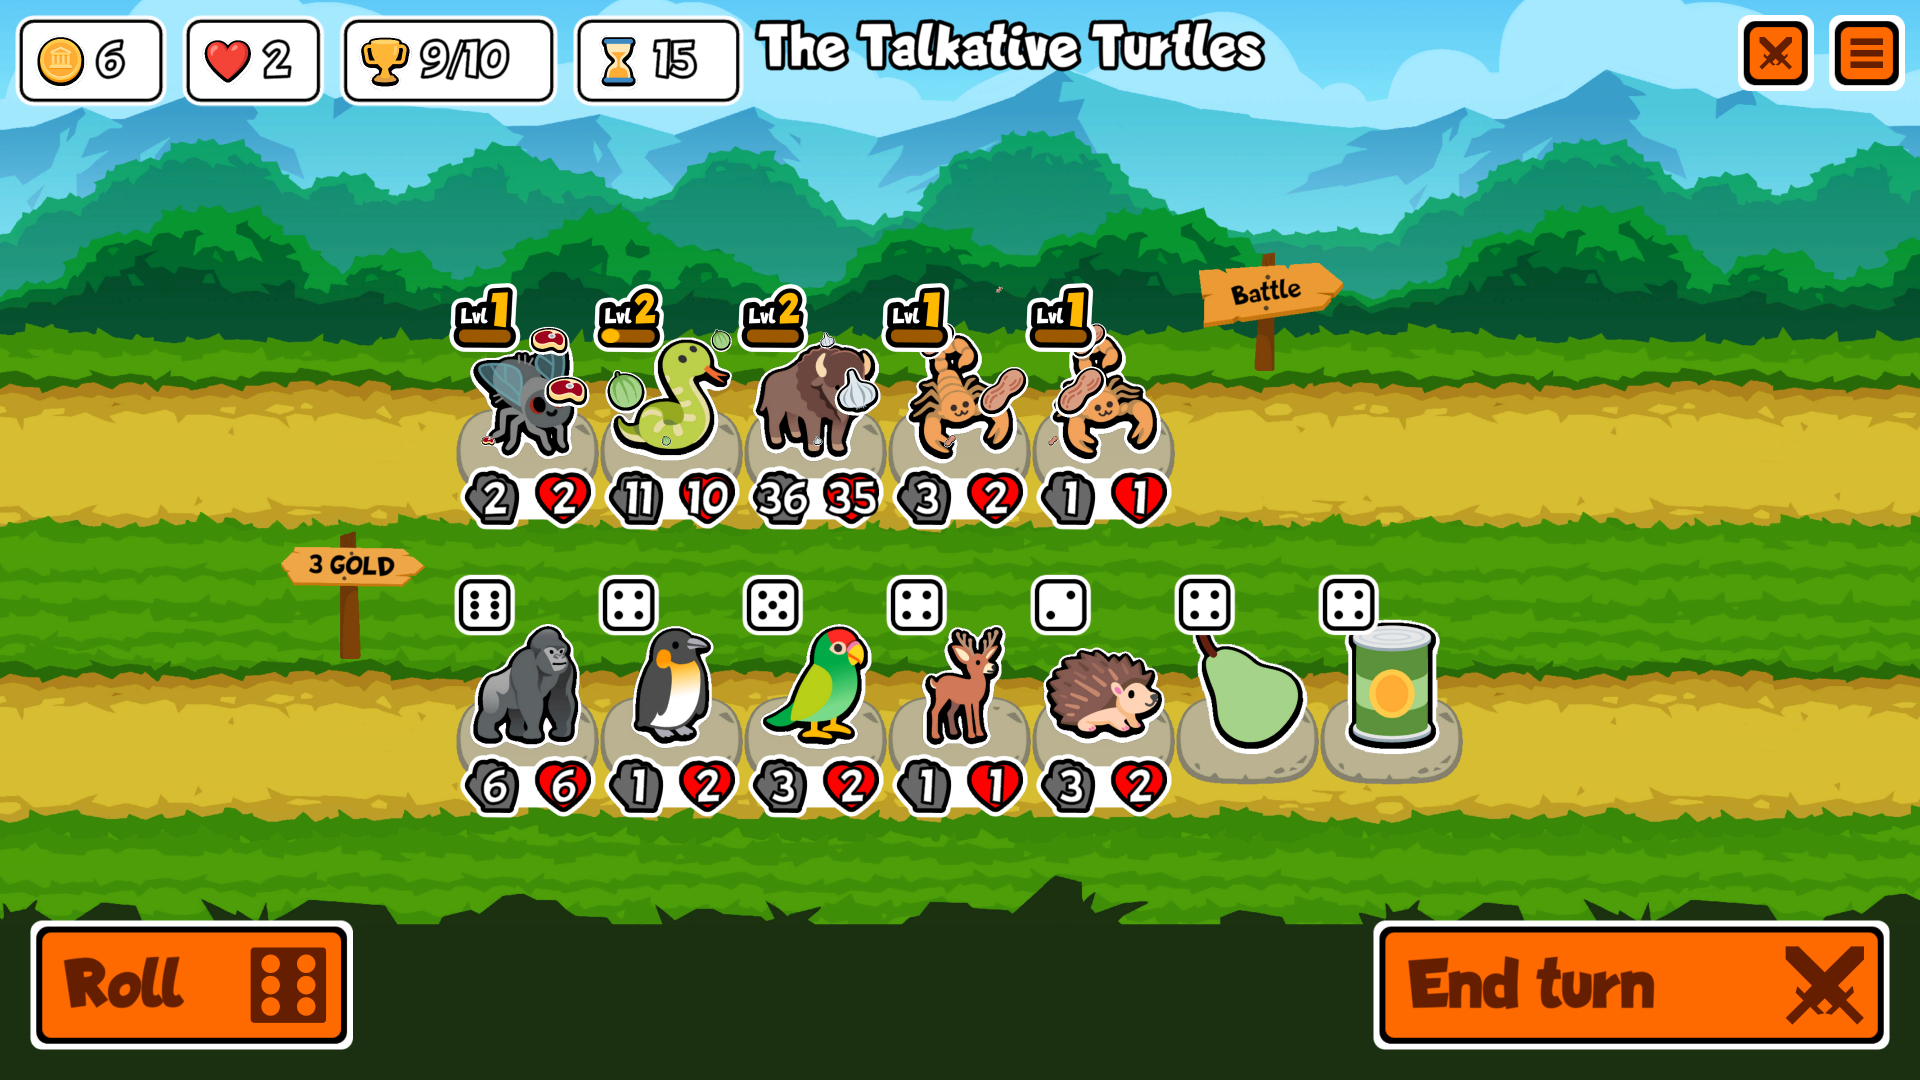 6
2
9/10
15
The Talkative Turtles
Battle
Lvl 1
Lvl 2
Lvl 2
Lvl 1
Lvl 1
2 2
11 10
36 35
3 2
1 1
3 GOLD
6 6
1 2
3 2
1 1
3 2
Roll
End turn